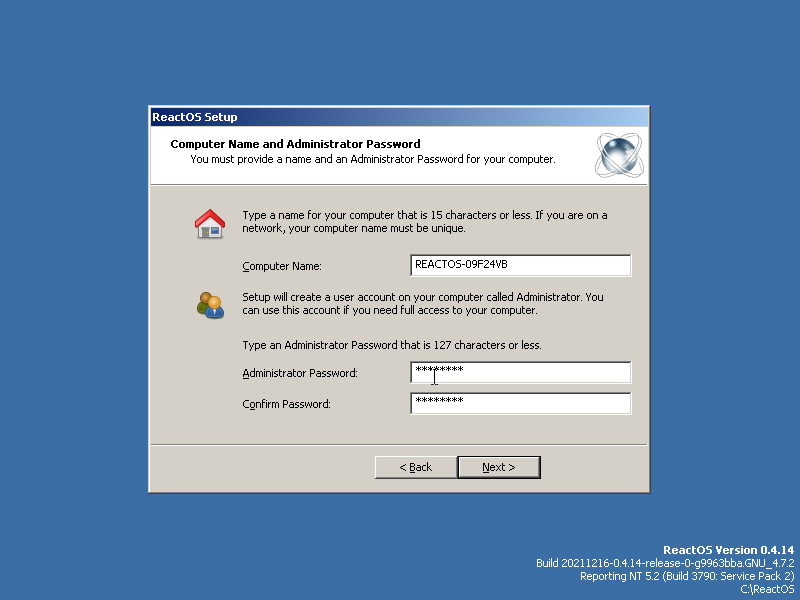 ReactOS Setup
Computer Name and Administrator Password
You must provide a name and an Administrator Password for your computer.
Type a name for your computer that is 15 characters or less. If you are on a
network, your computer name must be unique.
Computer Name: REACTOS-09F24VB
Setup will create a user account on your computer called Administrator. You
can use this account if you need full access to your computer.
Type an Administrator Password that is 127 characters or less.
Administrator Password: ********
Confirm Password: ********
< Back Next >
ReactOS Version 0.4.14
Build 20211216-0.4.14-release-0-g9963bba.GNU_4.7.2
Reporting NT 5.2 (Build 3790: Service Pack 2)
C:\ReactOS